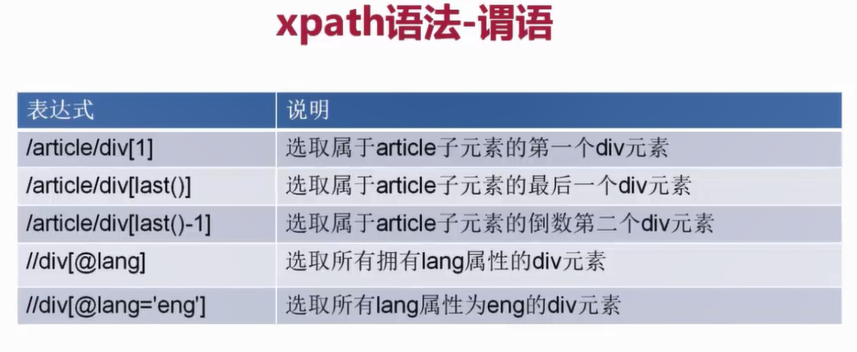 xpath语法-谓语
表达式 说明
/article/div[1] 选取属于article子元素的第一个div元素
/article/div[last()] 选取属于article子元素的最后一个div元素
/article/div[last()-1] 选取属于article子元素的倒数第二个div元素
//div[@lang] 选取所有拥有lang属性的div元素
//div[@lang='eng'] 选取所有lang属性为eng的div元素